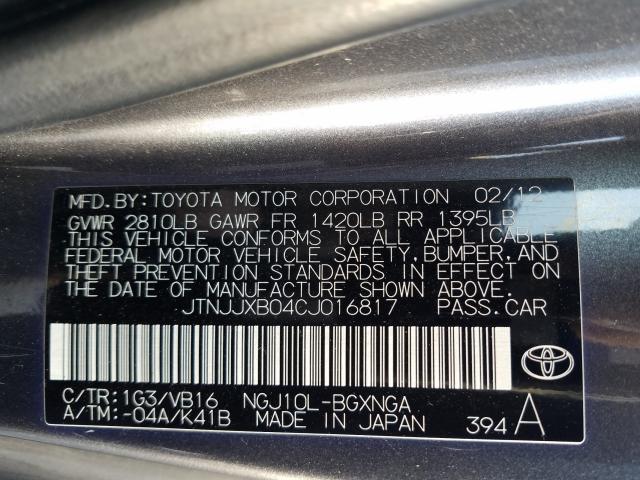 MFD.BY:TOYOTA MOTOR CORPORATION 02/12
GVWR 2810LB GAWR FR 1420LB RR 1395LB
THIS VEHICLE CONFORMS TO ALL APPLICABLE
FEDERAL MOTOR VEHICLE SAFETY, BUMPER, AND
THEFT PREVENTION STANDARDS IN EFFECT ON
THE DATE OF MANUFACTURE SHOWN ABOVE.
JTNJJXB04CJ016817 PASS.CAR
C/TR:1G3/VB16 NGJ10L-BGXNGA
A/TM:-04A/K41B MADE IN JAPAN 394 A